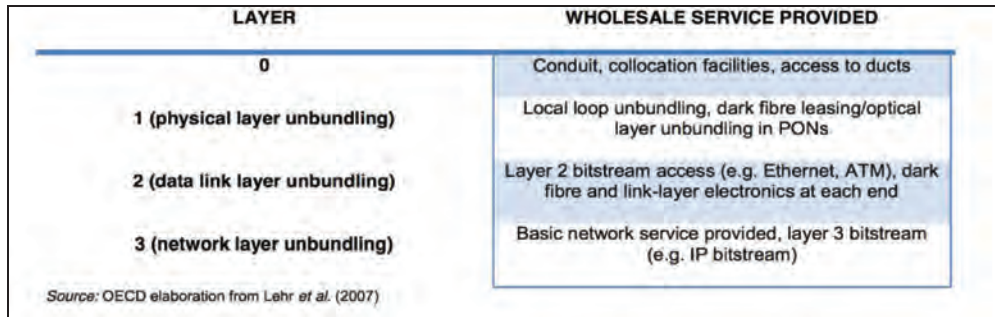 LAYER WHOLESALE SERVICE PROVIDED
0 Conduit, collocation facilities, access to ducts
1 (physical layer unbundling) Local loop unbundling, dark fibre leasing/optical
layer unbundling in PONs
2 (data link layer unbundling) Layer 2 bitstream access (e.g. Ethernet, ATM), dark
fibre and link-layer electronics at each end
3 (network layer unbundling) Basic network service provided, layer 3 bitstream
(e.g. IP bitstream)
Source: OECD elaboration from Lehr et al. (2007)